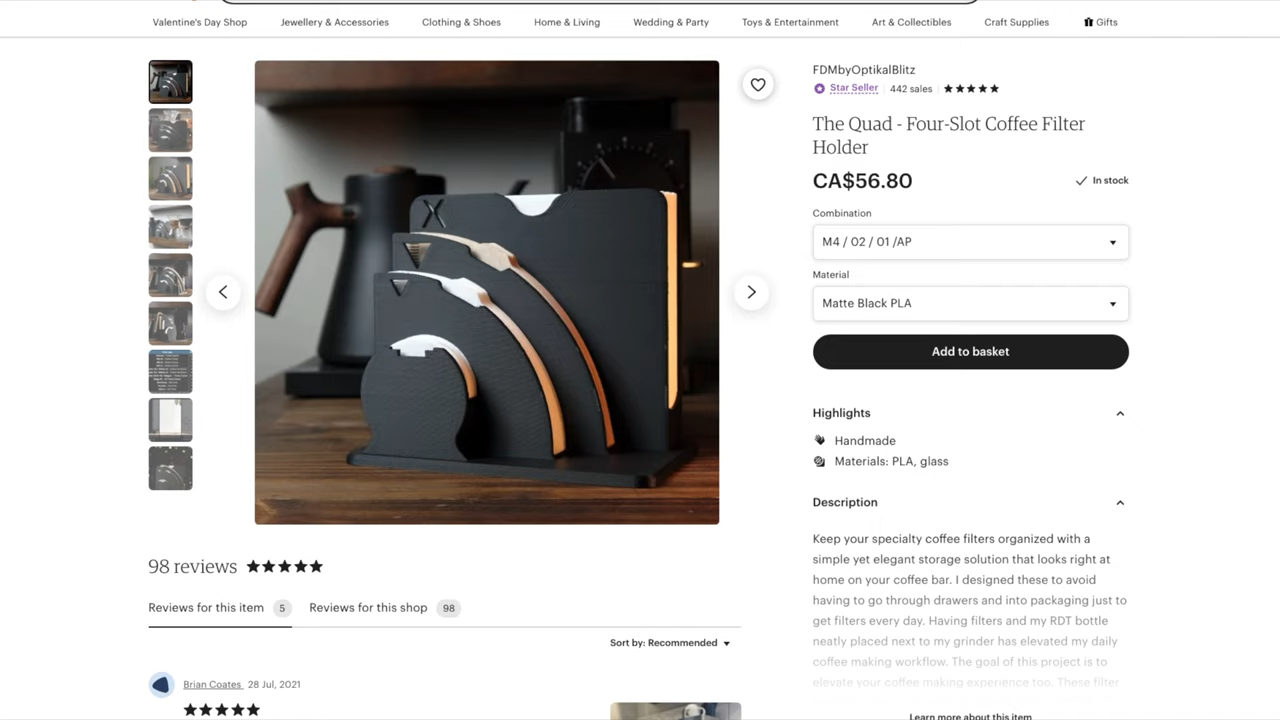 Valentine's Day Shop
Jewellery & Accessories
Clothing & Shoes
Home & Living
Wedding & Party
Toys & Entertainment
Art & Collectibles
Craft Supplies
Gifts
FDMbyOptikalBlitz
Star Seller
442 sales
The Quad - Four-Slot Coffee Filter
Holder
CA$56.80
In stock
Combination
M4 / 02 / 01 /AP
Material
Matte Black PLA
Add to basket
Highlights
Handmade
Materials: PLA, glass
Description
Keep your specialty coffee filters organized with a
simple yet elegant storage solution that looks right at
home on your coffee bar. I designed these to avoid
having to go through drawers and into packaging just to
get filters every day. Having filters and my RDT bottle
neatly placed next to my grinder has elevated my daily
coffee making workflow. The goal of this project is to
elevate your coffee making experience too. These filter
Learn more about this item
X
98 reviews
Reviews for this item 5
Reviews for this shop 98
Sort by: Recommended
Brian Coates 28 Jul, 2021